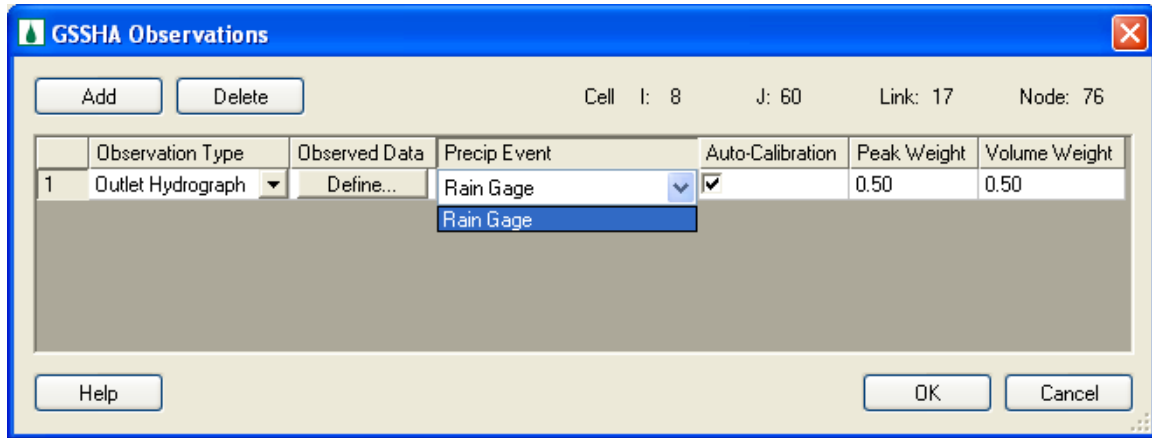 GSSHA Observations
Add Delete Cell I: 8 J: 60 Link: 17 Node: 76
Observation Type Observed Data Precip Event Auto-Calibration Peak Weight Volume Weight
1 Outlet Hydrograph Define... Rain Gage 0.50 0.50
Rain Gage
Help OK Cancel